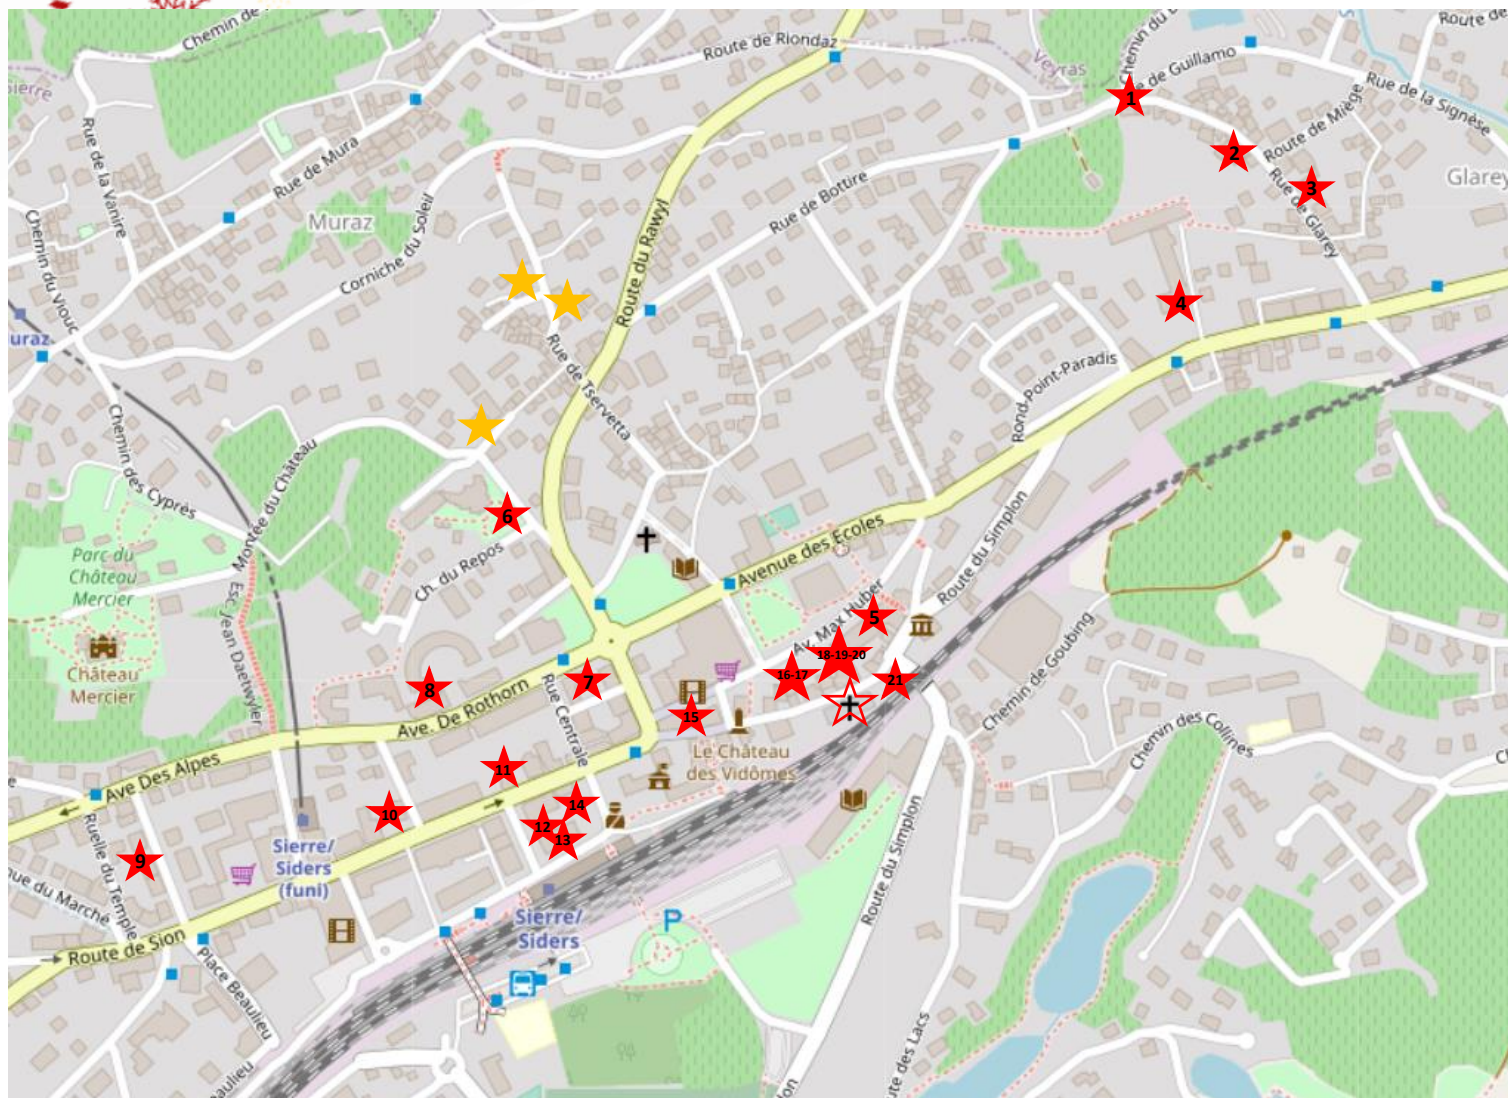 Chemin de
Route de Riondaz
Veyras
Chemin du
de Guillamo
Route de
Rue de la Signèse
Route de Miège
Rue de Glarey
Glarey
Rue de la Vanire
Rue de Mura
Muraz
Corniche du Soleil
Chemin du Viouc
uraz
Route du Rawyl
Rue de Bottire
Rue de Tservetta
Rond-Point-Paradis
Chemin des Cyprès
Montée du Château
Parc du
Château
Mercier
Château
Mercier
Esc. Jean Daetwyler
Ch. du Repos
Avenue des Ecoles
Route du Simplon
Av. Max Huber
Chemin de Goubing
Chemin des Collines
Rue Centrale
Ave. De Rothorn
Ave Des Alpes
Le Château
des Vidômes
Ruelle du Temple
nue du Marché
Route de Sion
Place Beaulieu
eaulieu
Sierre/
Siders
(funi)
Sierre/
Siders
P
Route du Simplon
ute des Lacs
1
2
3
4
5
6
7
8
9
10
11
12
13
14
15
16-17
18-19-20
21